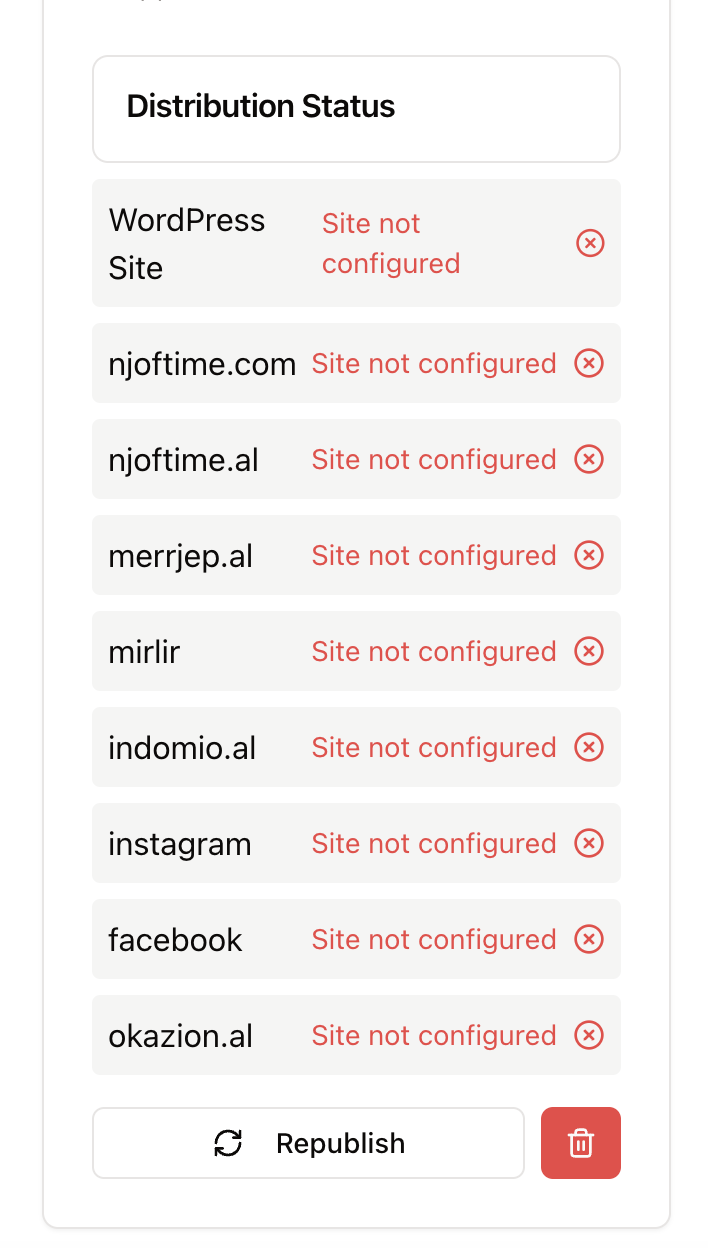 Distribution Status
WordPress
Site
Site not
configured
njoftime.com Site not configured
njoftime.al Site not configured
merrjep.al Site not configured
mirlir Site not configured
indomio.al Site not configured
instagram Site not configured
facebook Site not configured
okazion.al Site not configured
Republish